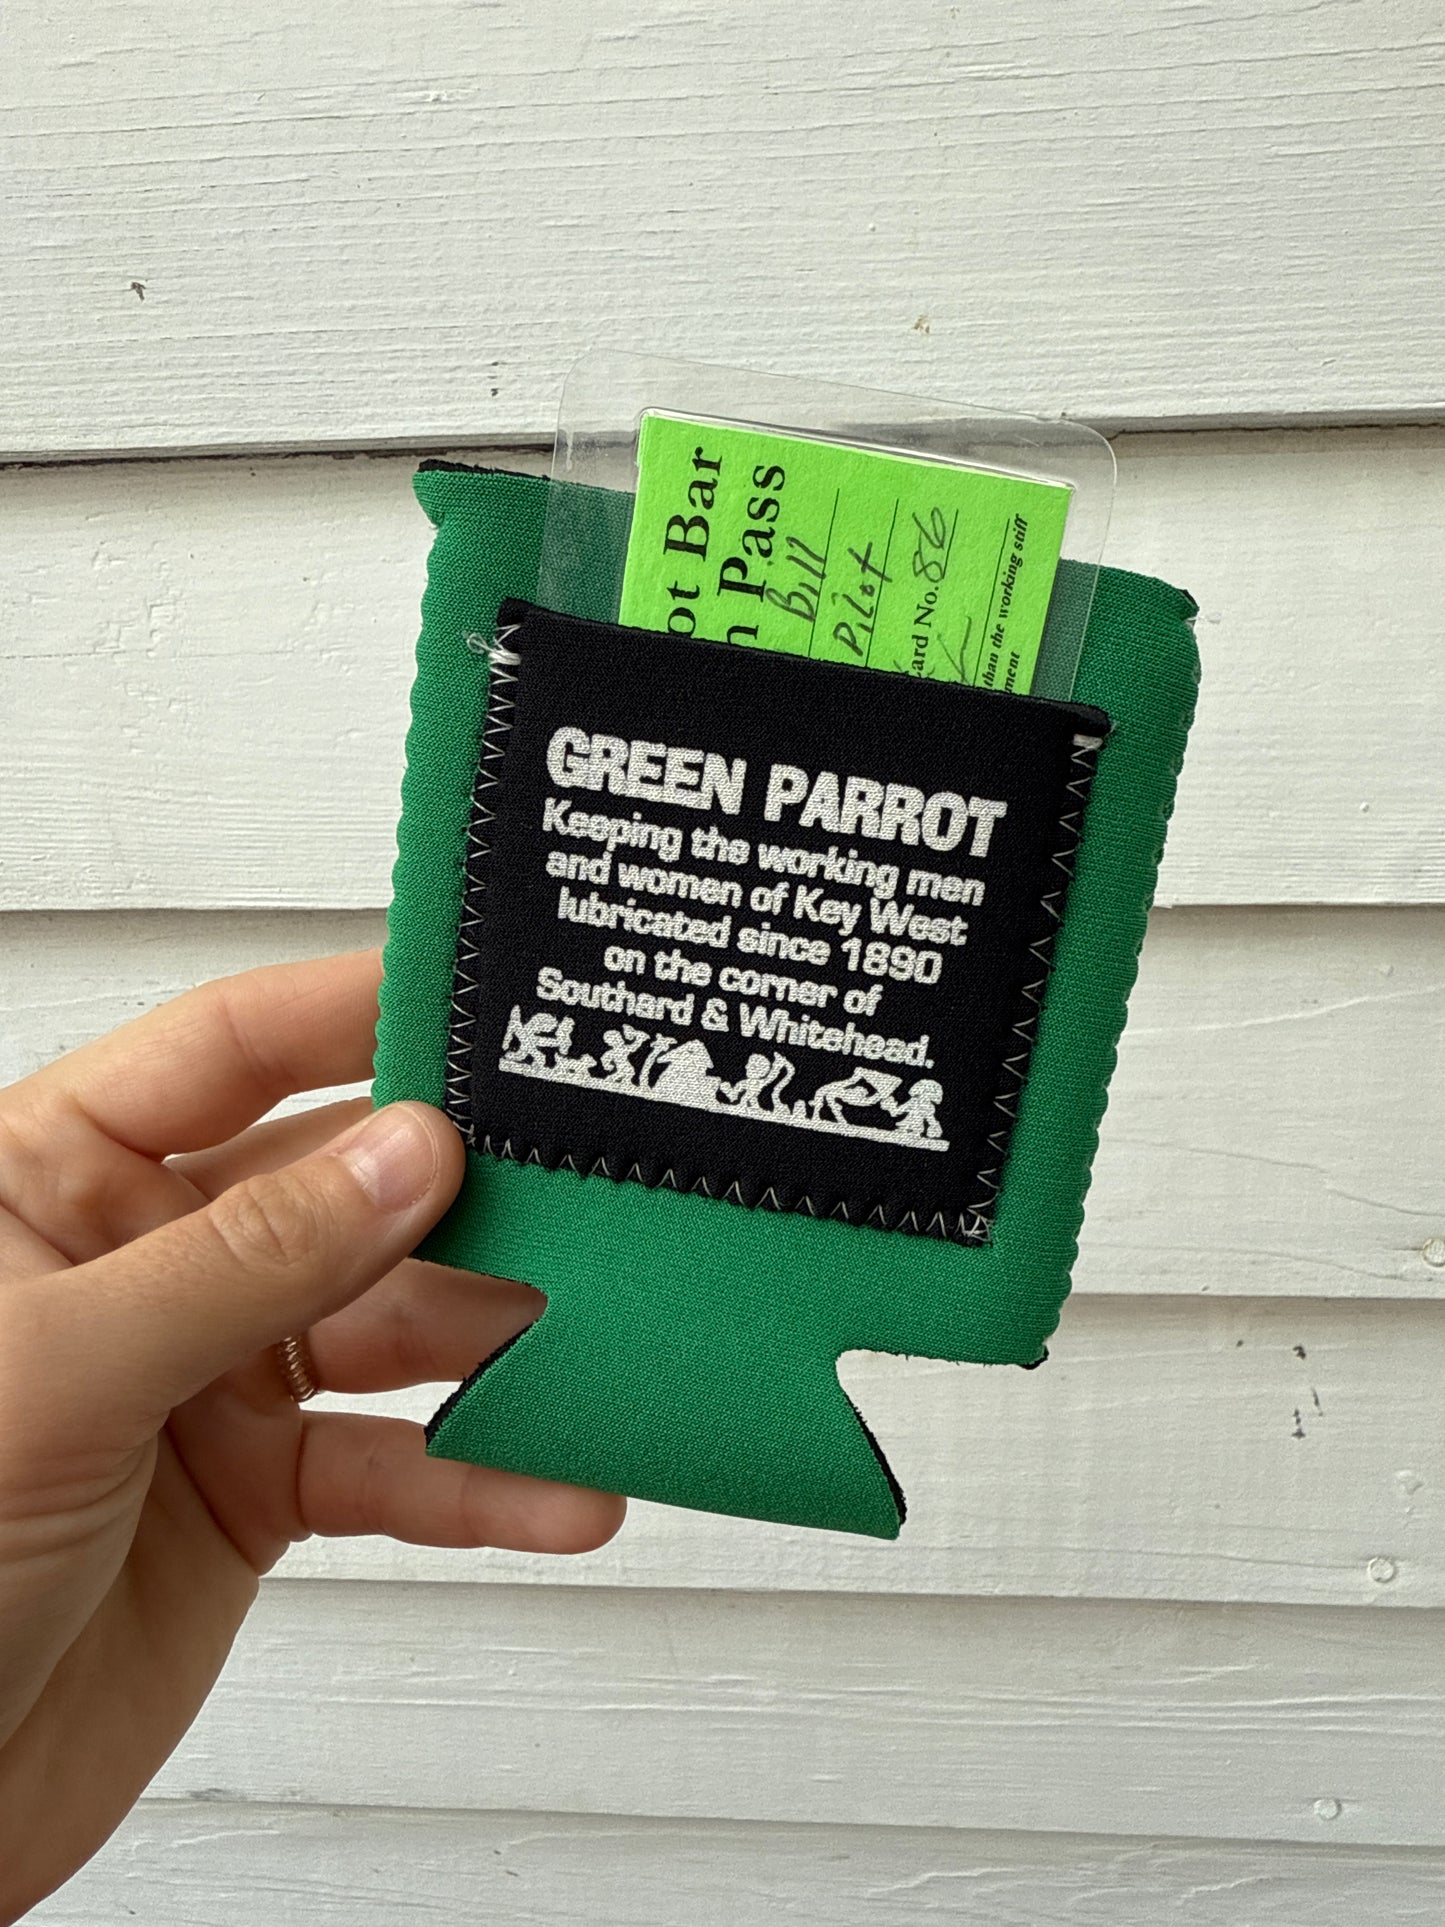 ot Bar
n Pass
Bill
Pilot
ard No. 86
than the working stiff
ment
GREEN PARROT
Keeping the working men
and women of Key West
lubricated since 1890
on the corner of
Southard & Whitehead.